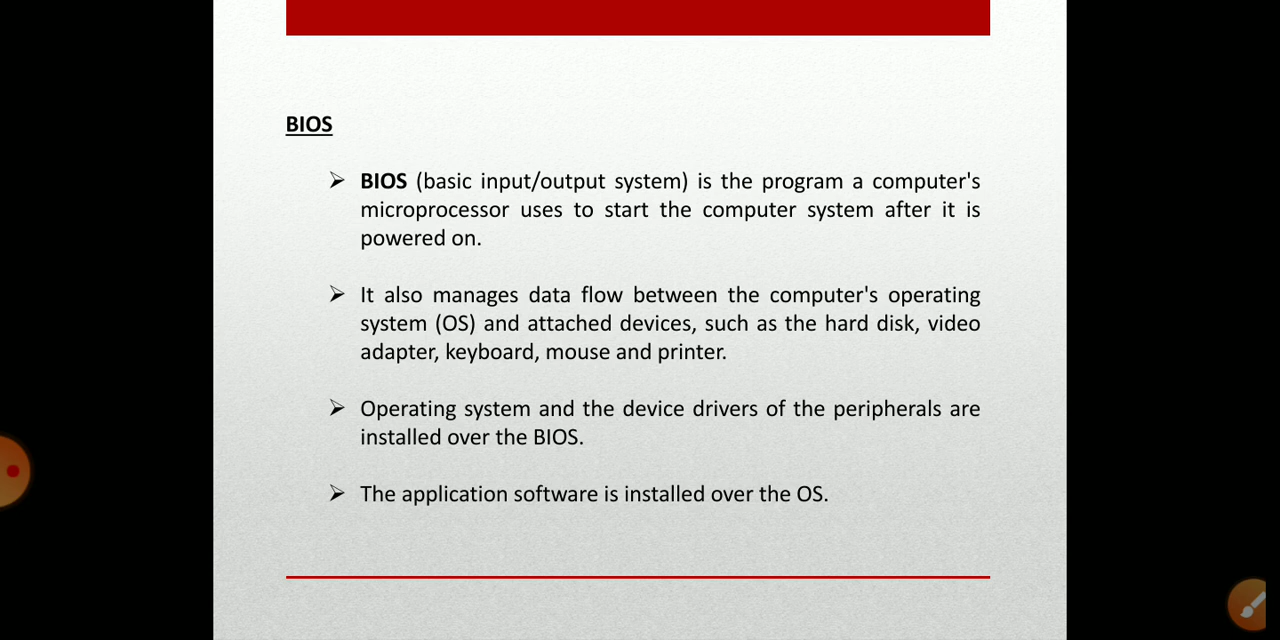 BIOS
➢ BIOS (basic input/output system) is the program a computer's
microprocessor uses to start the computer system after it is
powered on.
➢ It also manages data flow between the computer's operating
system (OS) and attached devices, such as the hard disk, video
adapter, keyboard, mouse and printer.
➢ Operating system and the device drivers of the peripherals are
installed over the BIOS.
➢ The application software is installed over the OS.